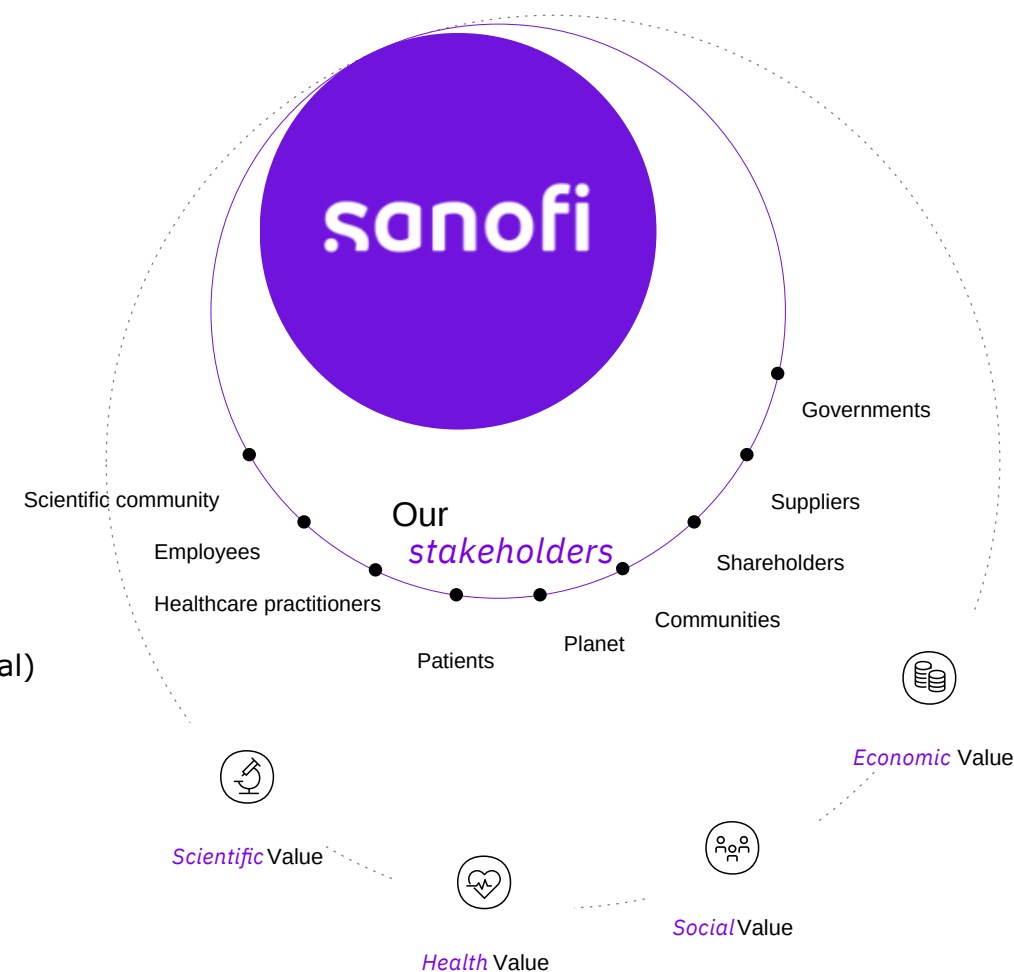 sanofi
Governments
Scientific community
Our
stakeholders
Suppliers
Employees
Shareholders
Healthcare practitioners
Communities
Planet
Patients
al)
Economic Value
Scientific Value
Social Value
Health Value